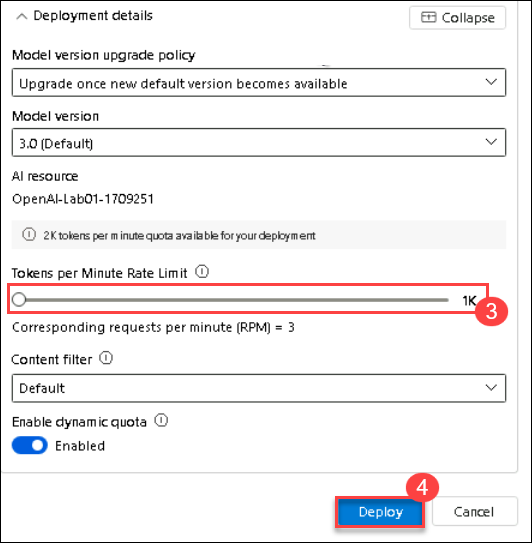 Deployment details
Collapse
Model version upgrade policy
Upgrade once new default version becomes available
Model version
3.0 (Default)
AI resource
OpenAI-Lab01-1709251
2K tokens per minute quota available for your deployment
Tokens per Minute Rate Limit
1K
3
Corresponding requests per minute (RPM) = 3
Content filter
Default
Enable dynamic quota
Enabled
4
Deploy Cancel